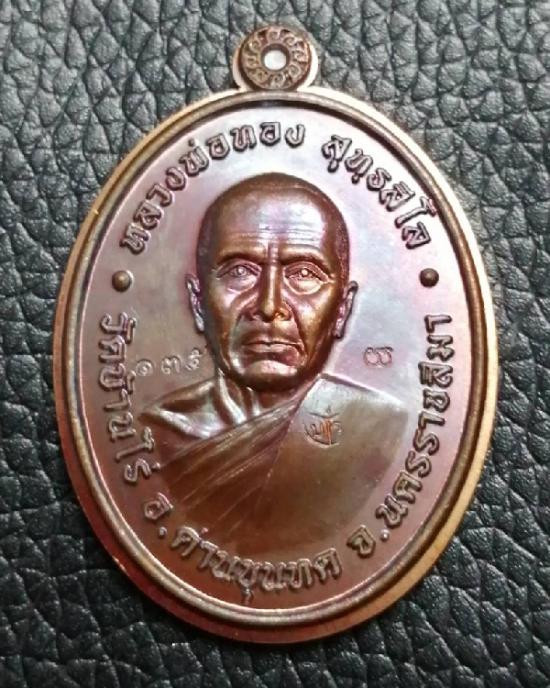 หลวงพ่อทอง สุทฺธสีโล
๑๓๕
วัดบ้านไร่ อ.ด่านขุนทด จ.นครราชสีมา